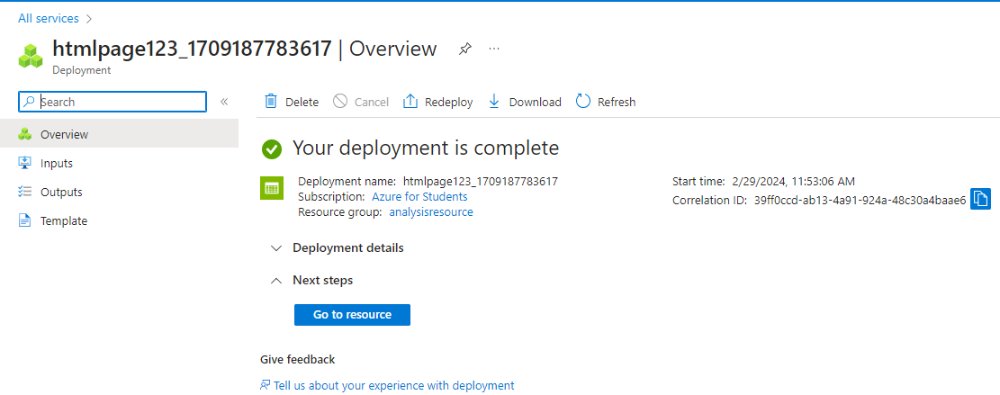 All services >
htmlpage123_1709187783617 | Overview ...
Deployment
Search «
Delete Cancel Redeploy Download Refresh
Overview
Inputs
Outputs
Template
Your deployment is complete
Deployment name: htmlpage123_1709187783617
Subscription: Azure for Students
Resource group: analysisresource
Start time: 2/29/2024, 11:53:06 AM
Correlation ID: 39ff0ccd-ab13-4a91-924a-48c30a4baae6
Deployment details
Next steps
Go to resource
Give feedback
Tell us about your experience with deployment